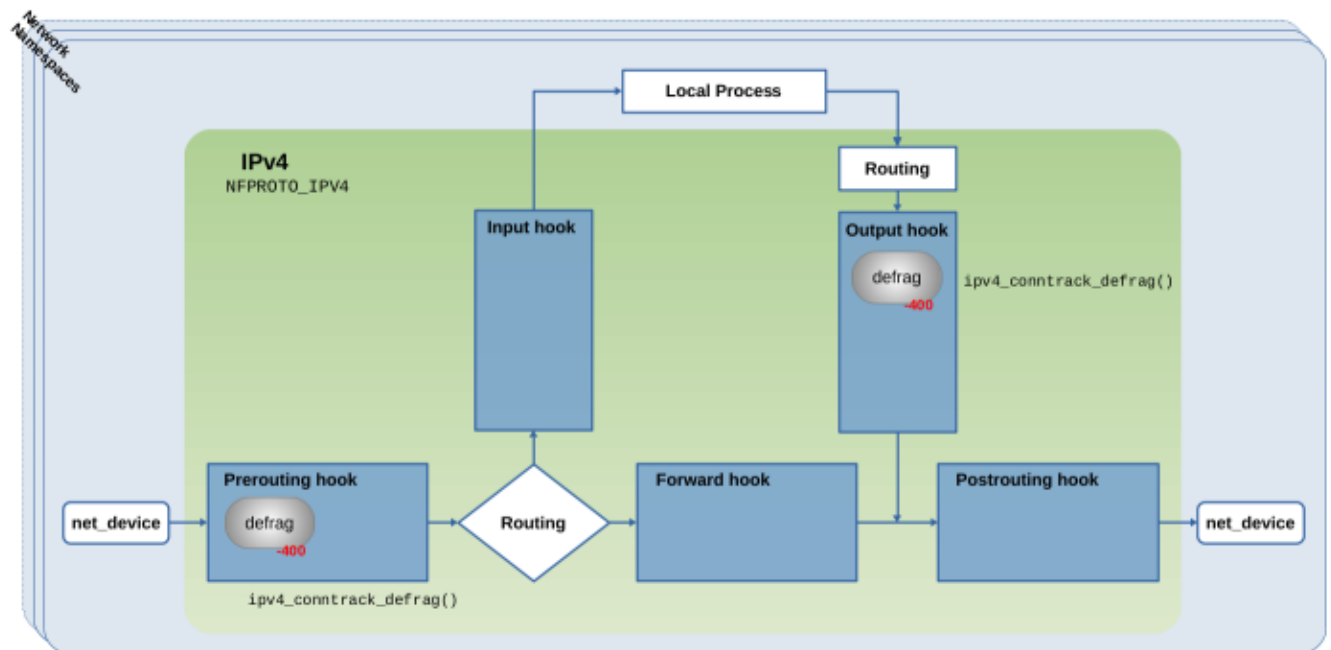 Network
Namespaces
Local Process
IPv4
NFPROTO_IPV4
Routing
Input hook
Output hook
defrag
-400
ipv4_conntrack_defrag()
Prerouting hook
Forward hook
Postrouting hook
net_device
defrag
-400
Routing
net_device
ipv4_conntrack_defrag()